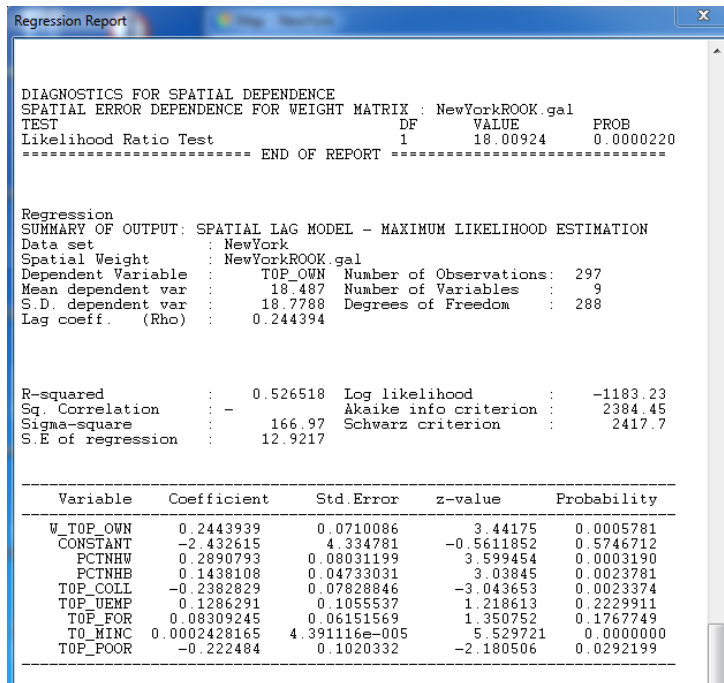 Regression Report
DIAGNOSTICS FOR SPATIAL DEPENDENCE
SPATIAL ERROR DEPENDENCE FOR WEIGHT MATRIX : NewYorkROOK.gal
TEST DF VALUE PROB
Likelihood Ratio Test 1 18.00924 0.0000220
========================= END OF REPORT ==============================
Regression
SUMMARY OF OUTPUT: SPATIAL LAG MODEL - MAXIMUM LIKELIHOOD ESTIMATION
Data set : NewYork
Spatial Weight : NewYorkROOK.gal
Dependent Variable : T0P_OWN Number of Observations: 297
Mean dependent var : 18.487 Number of Variables : 9
S.D. dependent var : 18.7788 Degrees of Freedom : 288
Lag coeff. (Rho) : 0.244394
R-squared : 0.526518 Log likelihood : -1183.23
Sq. Correlation : - Akaike info criterion : 2384.45
Sigma-square : 166.97 Schwarz criterion : 2417.7
S.E of regression : 12.9217
Variable Coefficient Std.Error z-value Probability
W_T0P_OWN 0.2443939 0.0710086 3.44175 0.0005781
CONSTANT -2.432615 4.334781 -0.5611852 0.5746712
PCTNHW 0.2890793 0.08031199 3.599454 0.0003190
PCTNHB 0.1438108 0.04733031 3.03845 0.0023781
T0P_COLL -0.2382829 0.07828846 -3.043653 0.0023374
T0P_UEMP 0.1286291 0.1055537 1.218613 0.2229911
T0P_FOR 0.08309245 0.06151569 1.350752 0.1767749
T0_MINC 0.0002428165 4.391116e-005 5.529721 0.0000000
T0P_POOR -0.222484 0.1020332 -2.180506 0.0292199